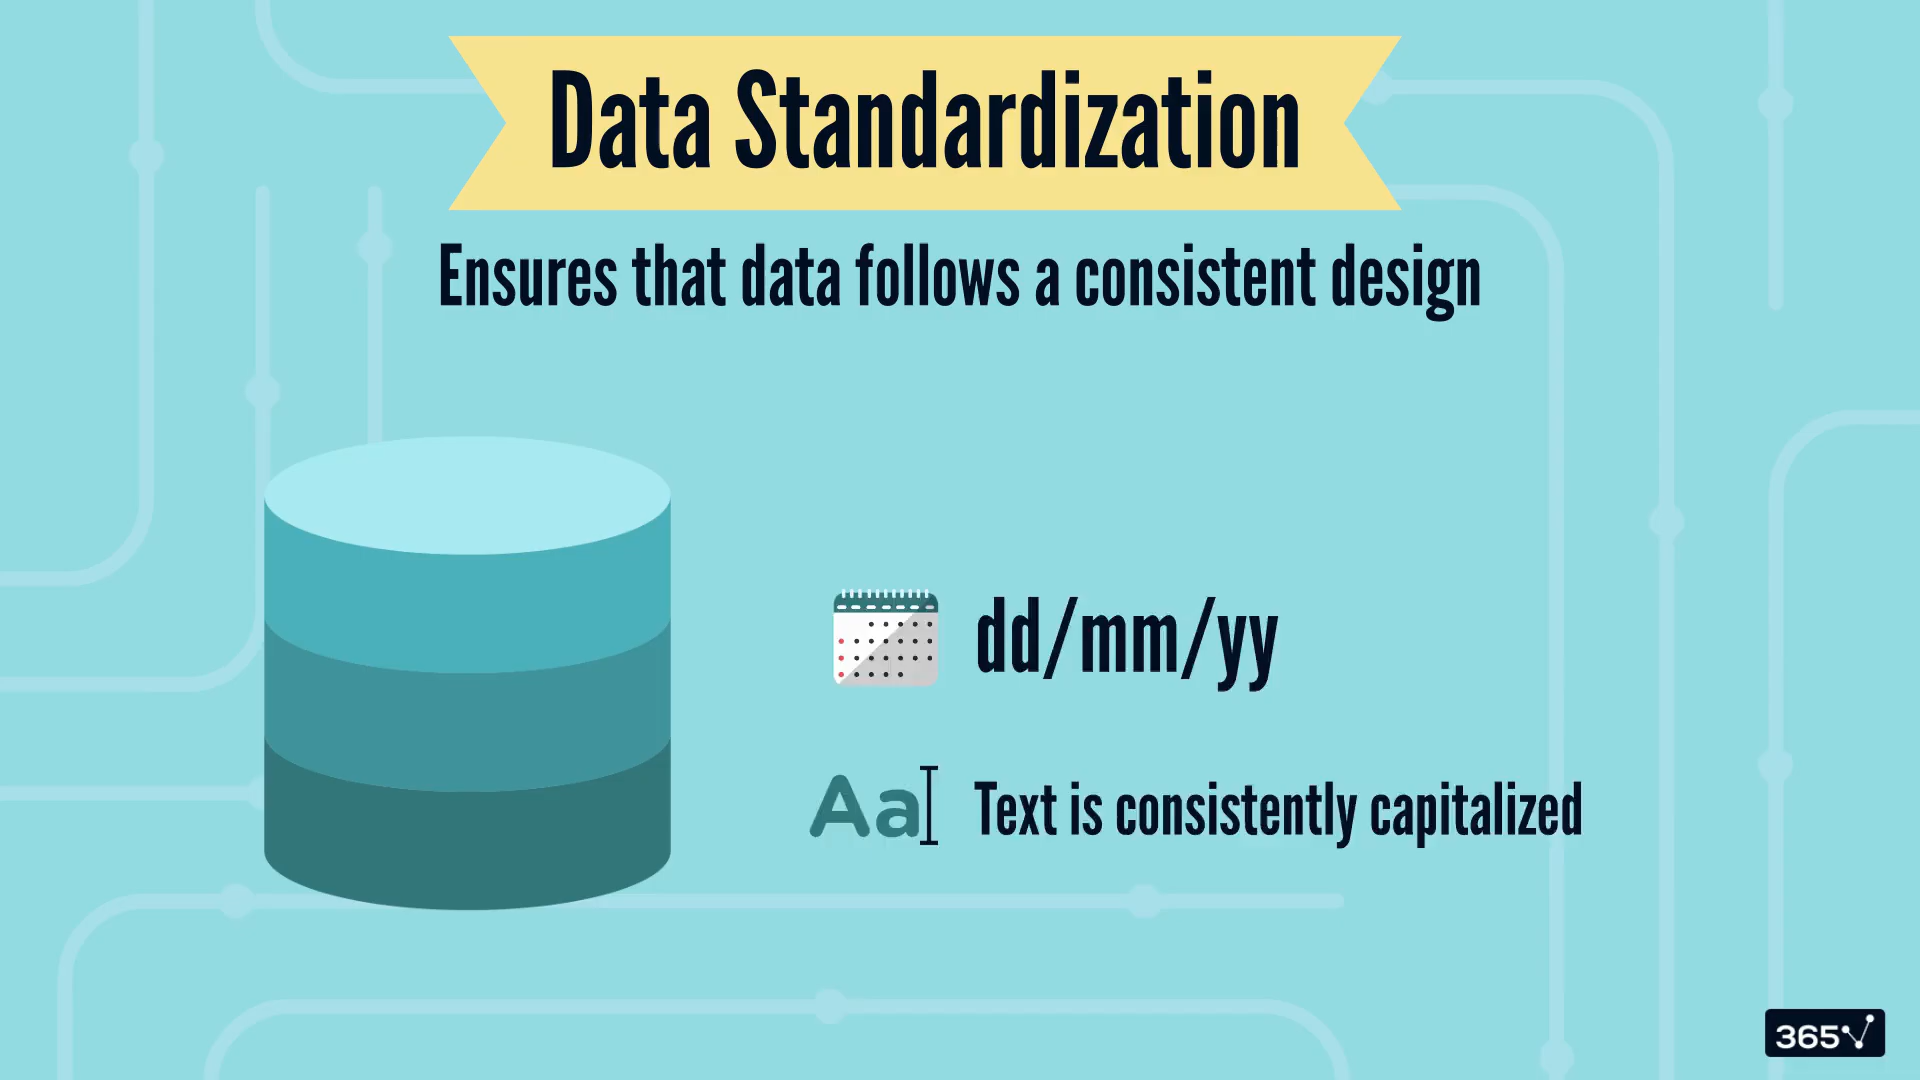 Data Standardization
Ensures that data follows a consistent design
dd/mm/yy
Aa
Text is consistently capitalized
365